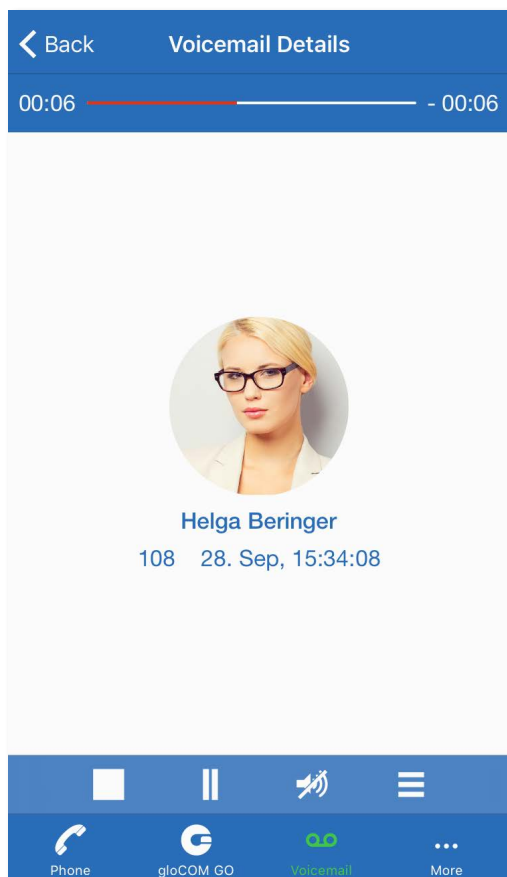 Back Voicemail Details
00:06 - 00:06
Helga Beringer
108 28. Sep, 15:34:08
Phone gloCOM GO Voicemail More